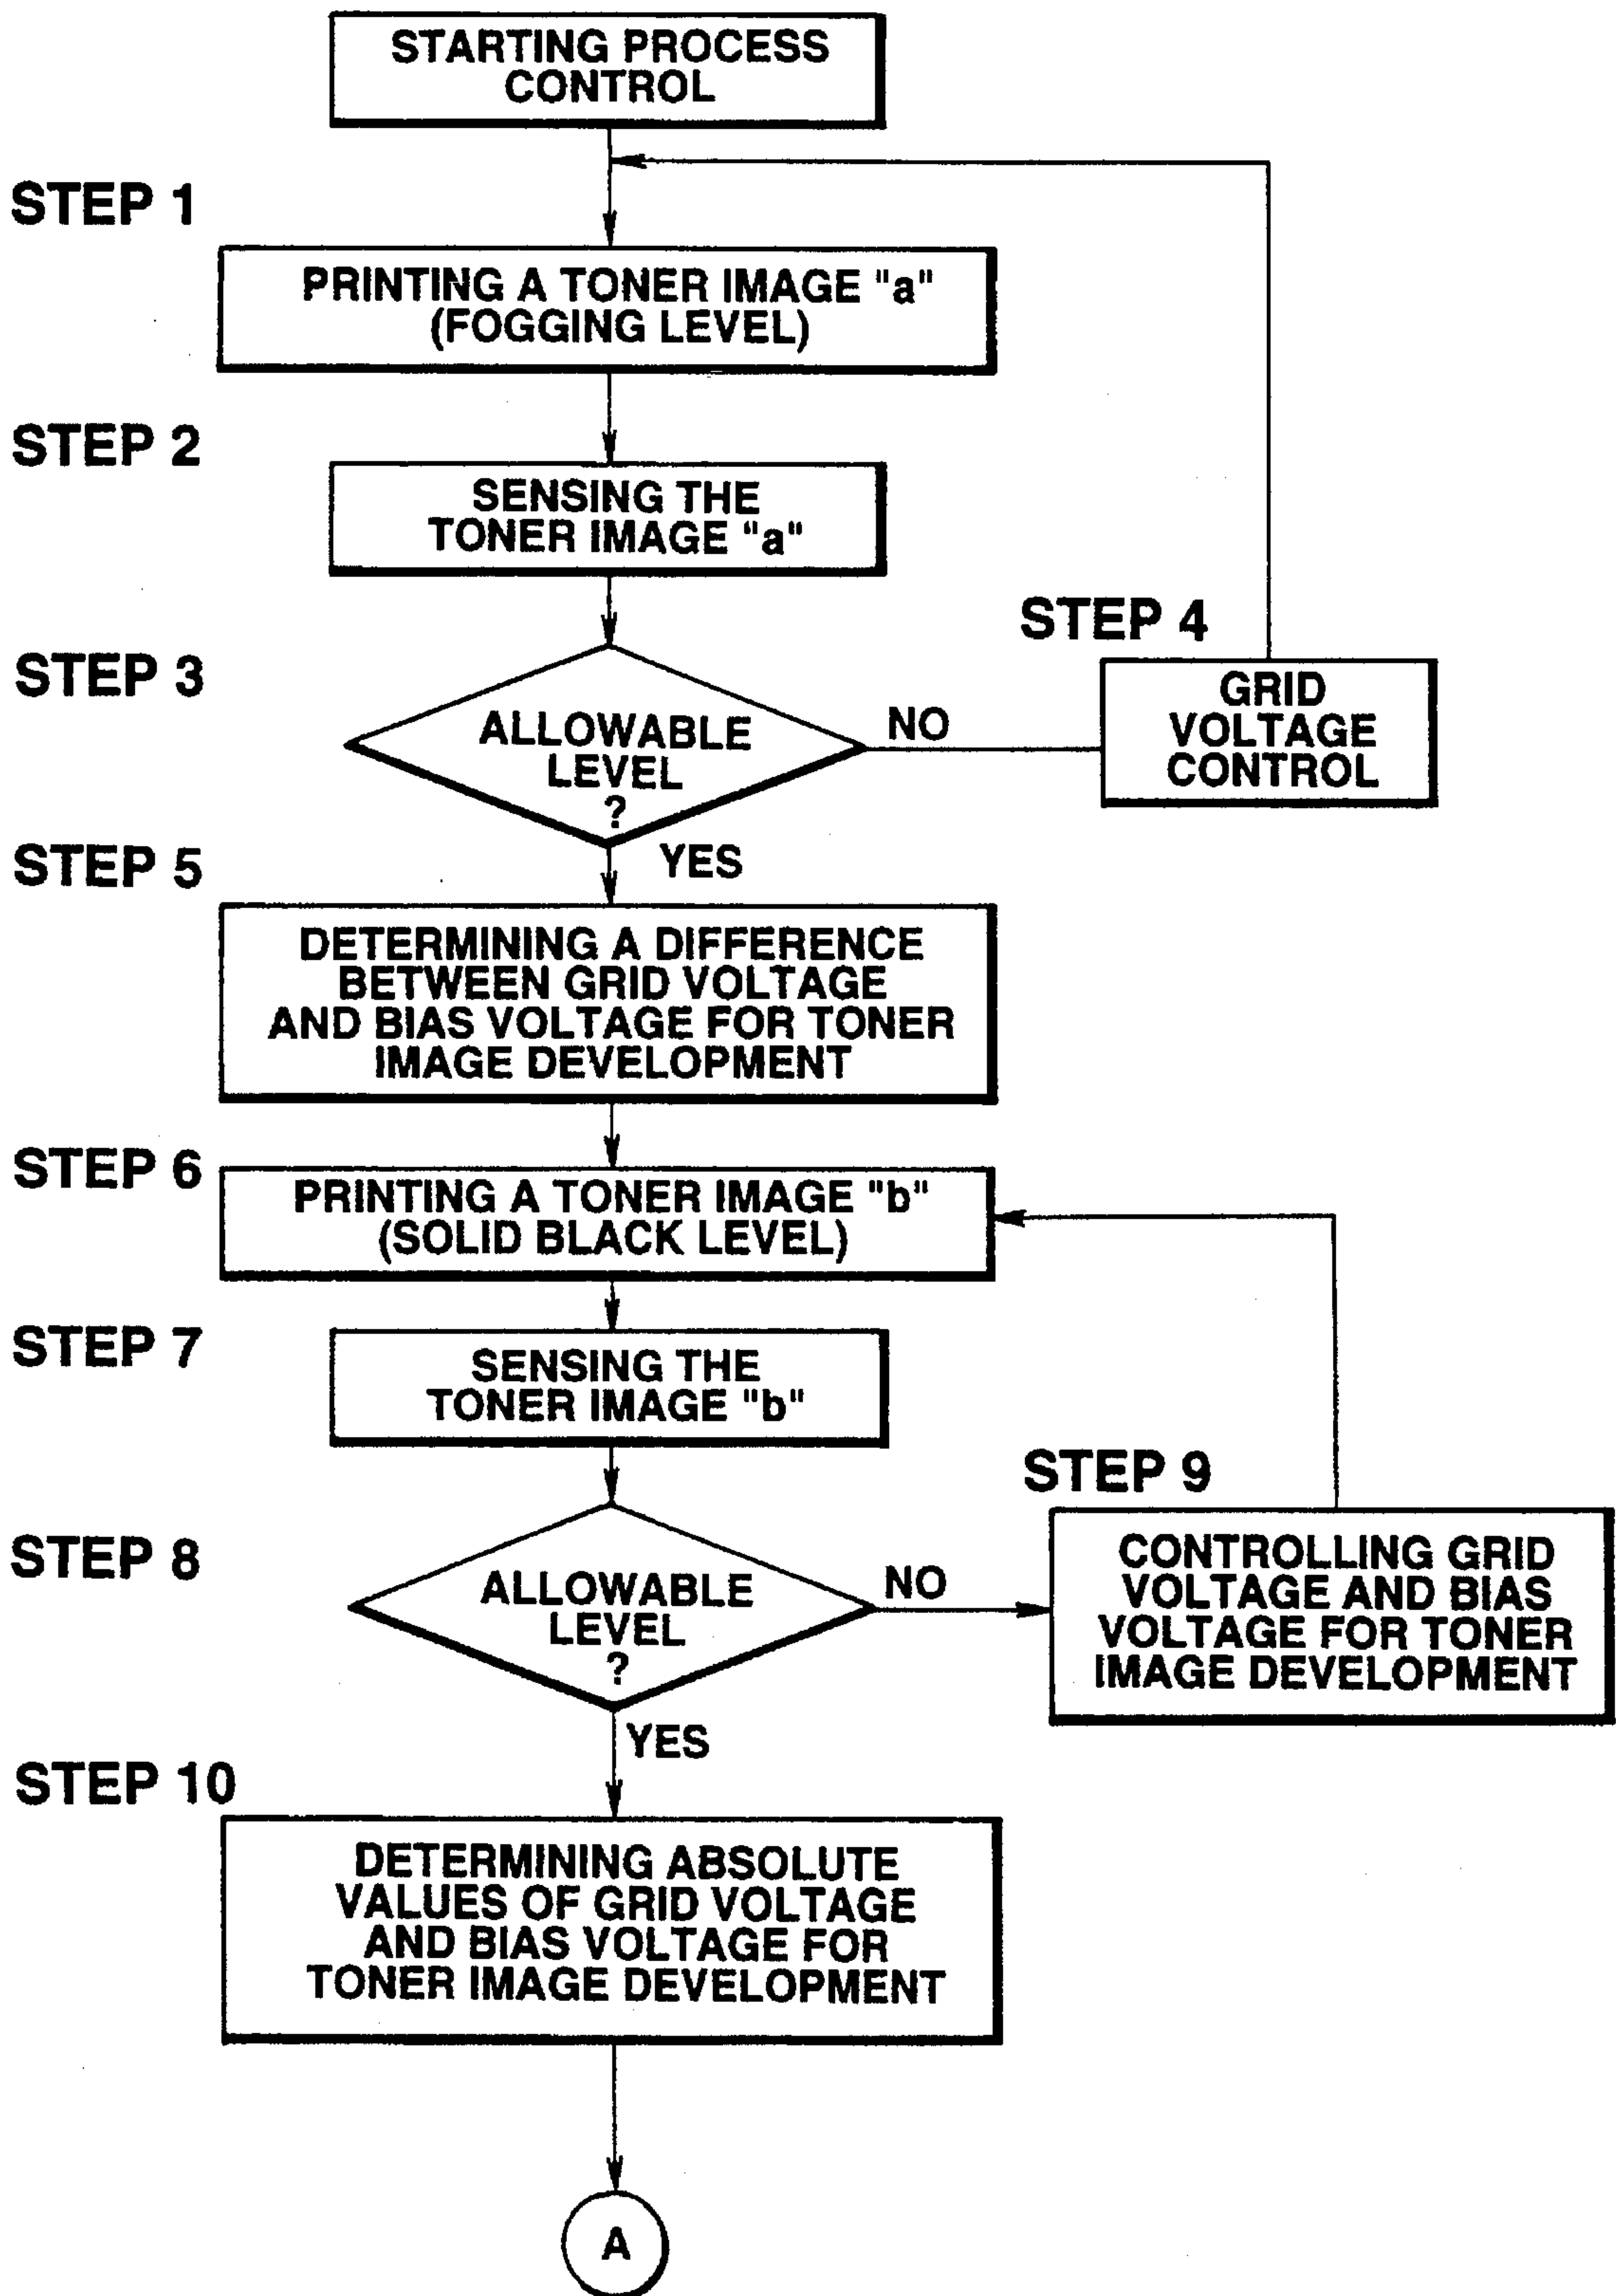 STARTING PROCESS
CONTROL
STEP 1
PRINTING A TONER IMAGE "a"
(FOGGING LEVEL)
STEP 2
SENSING THE
TONER IMAGE "a"
STEP 3
ALLOWABLE
LEVEL
?
NO
STEP 4
GRID
VOLTAGE
CONTROL
YES
STEP 5
DETERMINING A DIFFERENCE
BETWEEN GRID VOLTAGE
AND BIAS VOLTAGE FOR TONER
IMAGE DEVELOPMENT
STEP 6
PRINTING A TONER IMAGE "b"
(SOLID BLACK LEVEL)
STEP 7
SENSING THE
TONER IMAGE "b"
STEP 8
ALLOWABLE
LEVEL
?
NO
STEP 9
CONTROLLING GRID
VOLTAGE AND BIAS
VOLTAGE FOR TONER
IMAGE DEVELOPMENT
YES
STEP 10
DETERMINING ABSOLUTE
VALUES OF GRID VOLTAGE
AND BIAS VOLTAGE FOR
TONER IMAGE DEVELOPMENT
A